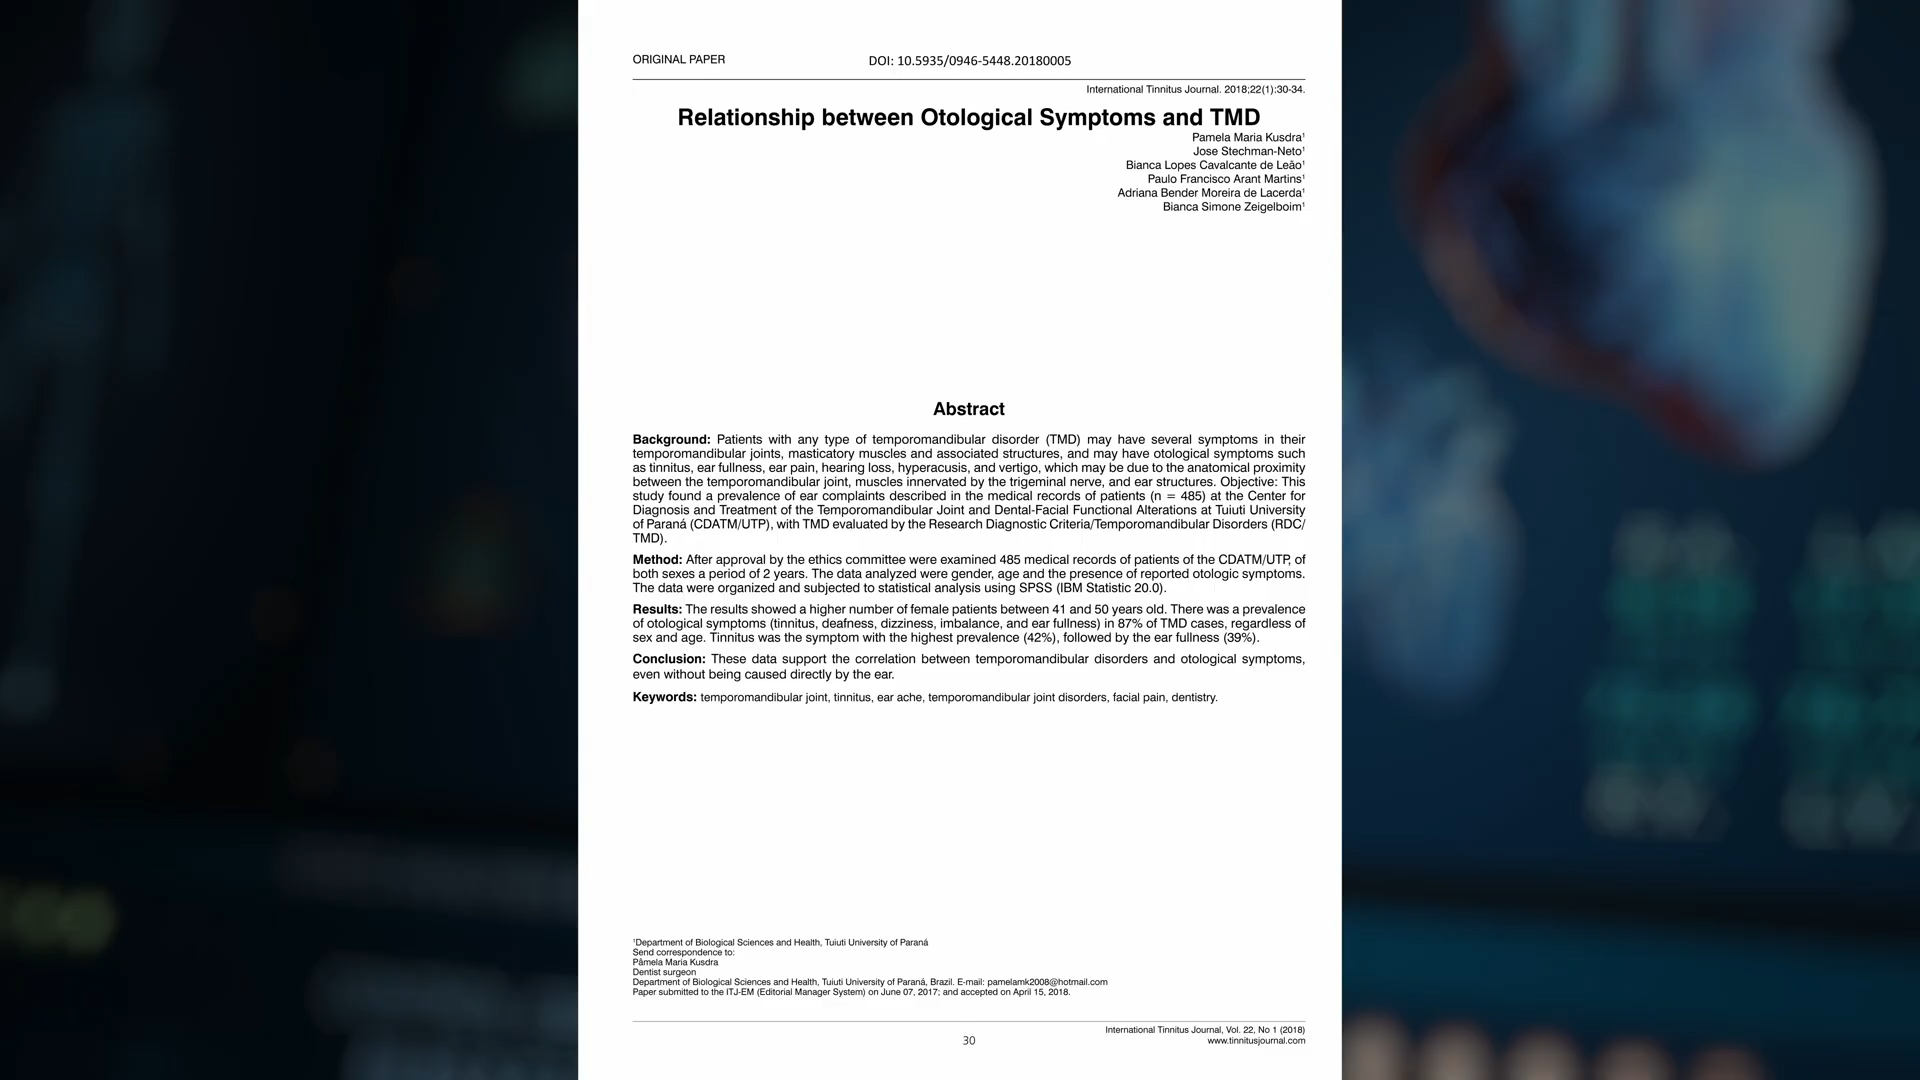 ORIGINAL PAPER
DOI: 10.5935/0946-5448.20180005
International Tinnitus Journal. 2018;22(1):30-34.
Relationship between Otological Symptoms and TMD
Pamela Maria Kusdra¹
Jose Stechman-Neto¹
Bianca Lopes Cavalcante de Leão¹
Paulo Francisco Arant Martins¹
Adriana Bender Moreira de Lacerda¹
Bianca Simone Zeigelboim¹
Abstract
Background: Patients with any type of temporomandibular disorder (TMD) may have several symptoms in their
temporomandibular joints, masticatory muscles and associated structures, and may have otological symptoms such
as tinnitus, ear fullness, ear pain, hearing loss, hyperacusis, and vertigo, which may be due to the anatomical proximity
between the temporomandibular joint, muscles innervated by the trigeminal nerve, and ear structures. Objective: This
study found a prevalence of ear complaints described in the medical records of patients (n = 485) at the Center for
Diagnosis and Treatment of the Temporomandibular Joint and Dental-Facial Functional Alterations at Tuiuti University
of Paraná (CDATM/UTP), with TMD evaluated by the Research Diagnostic Criteria/Temporomandibular Disorders (RDC/
TMD).
Method: After approval by the ethics committee were examined 485 medical records of patients of the CDATM/UTP, of
both sexes a period of 2 years. The data analyzed were gender, age and the presence of reported otologic symptoms.
The data were organized and subjected to statistical analysis using SPSS (IBM Statistic 20.0).
Results: The results showed a higher number of female patients between 41 and 50 years old. There was a prevalence
of otological symptoms (tinnitus, deafness, dizziness, imbalance, and ear fullness) in 87% of TMD cases, regardless of
sex and age. Tinnitus was the symptom with the highest prevalence (42%), followed by the ear fullness (39%).
Conclusion: These data support the correlation between temporomandibular disorders and otological symptoms,
even without being caused directly by the ear.
Keywords: temporomandibular joint, tinnitus, ear ache, temporomandibular joint disorders, facial pain, dentistry.
¹Department of Biological Sciences and Health, Tuiuti University of Paraná
Send correspondence to:
Pâmela Maria Kusdra
Dentist surgeon
Department of Biological Sciences and Health, Tuiuti University of Paraná, Brazil. E-mail: pamelamk2008@hotmail.com
Paper submitted to the ITJ-EM (Editorial Manager System) on June 07, 2017; and accepted on April 15, 2018.
International Tinnitus Journal, Vol. 22, No 1 (2018)
30
www.tinnitusjournal.com